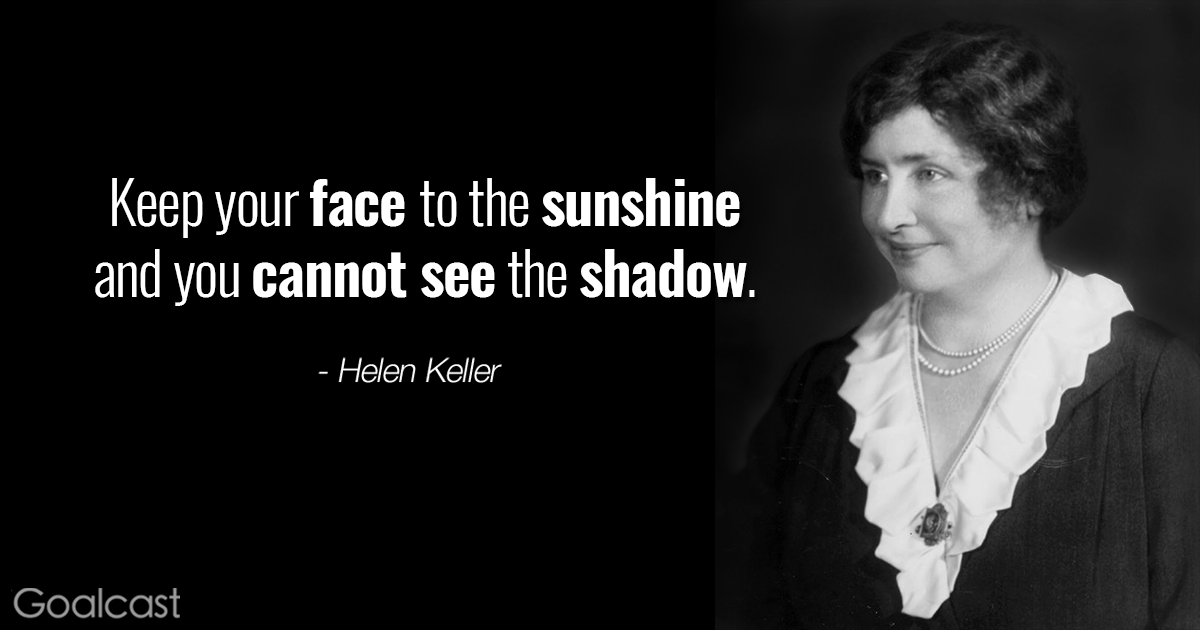 Keep your face to the sunshine
and you cannot see the shadow.
- Helen Keller
Goalcast